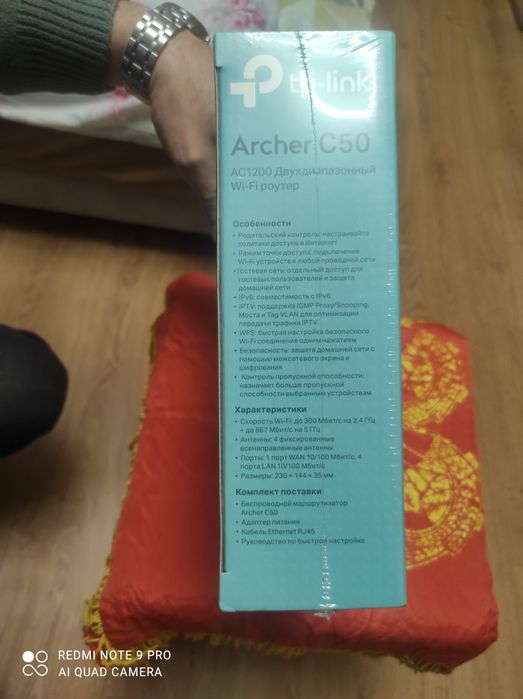 tp-link
Archer C50
AC1200 Двухдиапазонный
Wi-Fi роутер
Особенности
• Родительский контроль: настраивайте
политики доступа в Интернет
• Режим точки доступа: подключение
Wi-Fi устройств к любой проводной сети
• Гостевая сеть: отдельный доступ для
гостевых пользователей и защита
домашней сети
• IPv6: совместимость с IPv6
• IPTV: поддержка IGMP Proxy/Snooping,
Моста и Tag VLAN для оптимизации
передачи трафика IPTV
• WPS: быстрая настройка безопасного
Wi-Fi соединения одним нажатием
• Безопасность: защита домашней сети с
помощью межсетевого экрана и
шифрования
• Контроль пропускной способности:
назначает больше пропускной
способности выбранным устройствам
Характеристики
• Скорость Wi-Fi: до 300 Мбит/с на 2,4 ГГц
+ до 867 Мбит/с на 5 ГГц
• Антенны: 4 фиксированные
всенаправленные антенны
• Порты: 1 порт WAN 10/100 Мбит/с, 4
порта LAN 10/100 Мбит/с
• Размеры: 230 × 144 × 35 мм
Комплект поставки
• Беспроводной маршрутизатор
Archer C50
• Адаптер питания
• Кабель Ethernet RJ45
• Руководство по быстрой настройке
REDMI NOTE 9 PRO
AI QUAD CAMERA